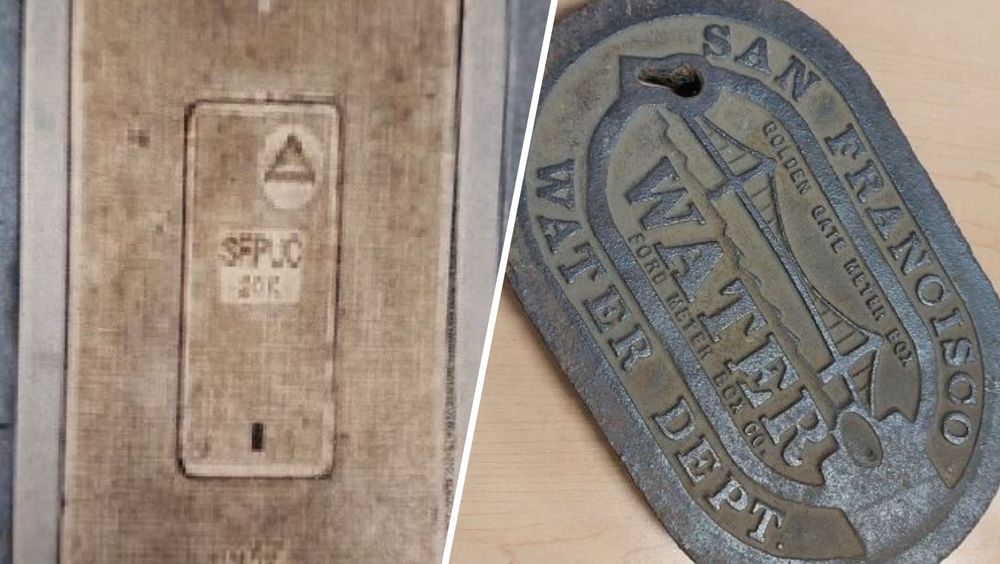 SFPUC
SAN FRANCISCO
WATER DEPT.
GOLDEN GATE METER BOX
WATER
FORD METER BOX CO.